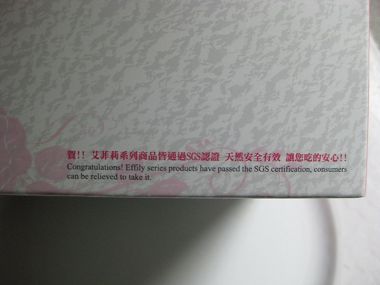 賀!! 艾菲莉系列商品皆通過SGS認證 天然安全有效 讓您吃的安心!!
Congratulations! Effily series products have passed the SGS certification, consumers
can be relieved to take it.